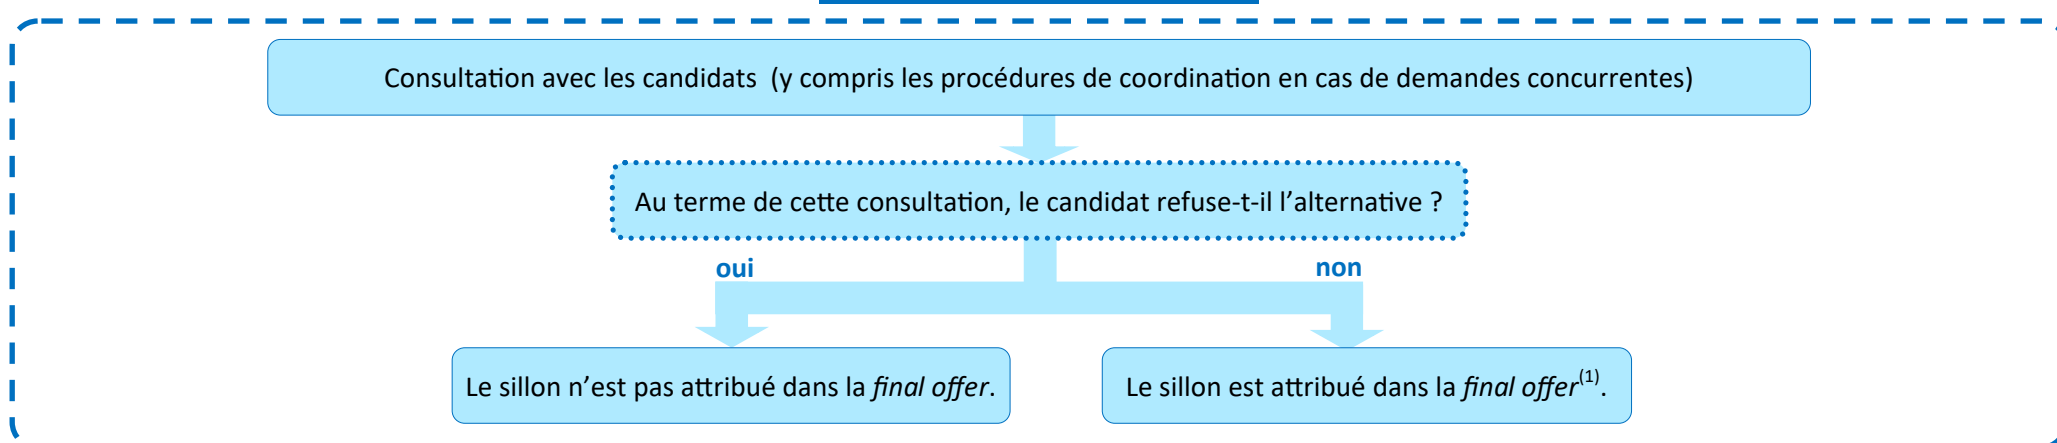 Consultation avec les candidats  (y compris les procédures de coordination en cas de demandes concurrentes)
Au terme de cette consultation, le candidat refuse-t-il l’alternative ?
oui
non
Le sillon n’est pas attribué dans la final offer.
Le sillon est attribué dans la final offer(1).